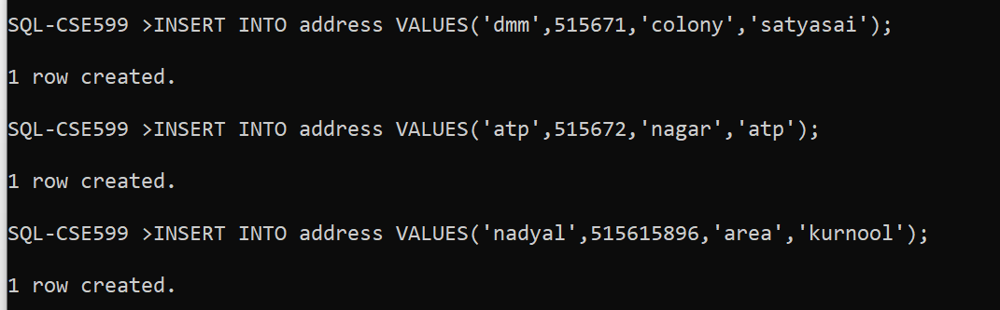 SQL-CSE599 >INSERT INTO address VALUES('dmm',515671,'colony','satyasai');
1 row created.
SQL-CSE599 >INSERT INTO address VALUES('atp',515672,'nagar','atp');
1 row created.
SQL-CSE599 >INSERT INTO address VALUES('nadyal',515615896,'area','kurnool');
1 row created.